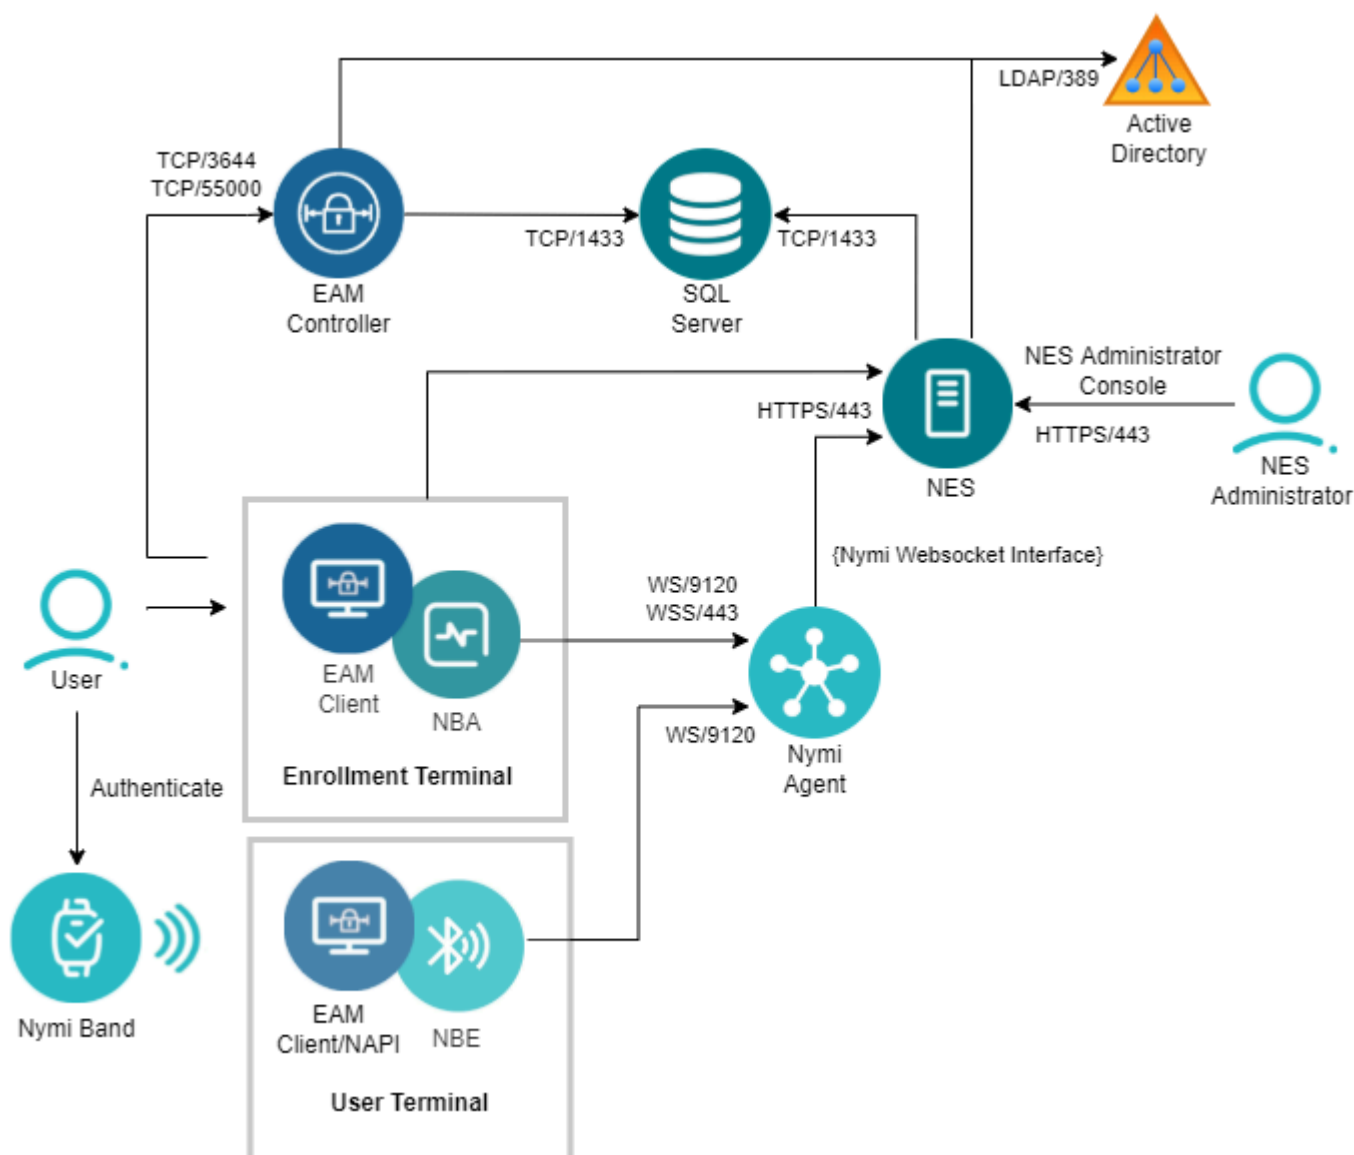 LDAP/389
Active
Directory
TCP/3644
TCP/55000
EAM
Controller
TCP/1433
SQL
Server
TCP/1433
NES Administrator
Console
HTTPS/443
HTTPS/443
NES
NES
Administrator
{Nymi Websocket Interface}
User
EAM
Client
NBA
Enrollment Terminal
WS/9120
WSS/443
WS/9120
Nymi
Agent
Authenticate
Nymi Band
EAM
Client/NAPI
NBE
User Terminal